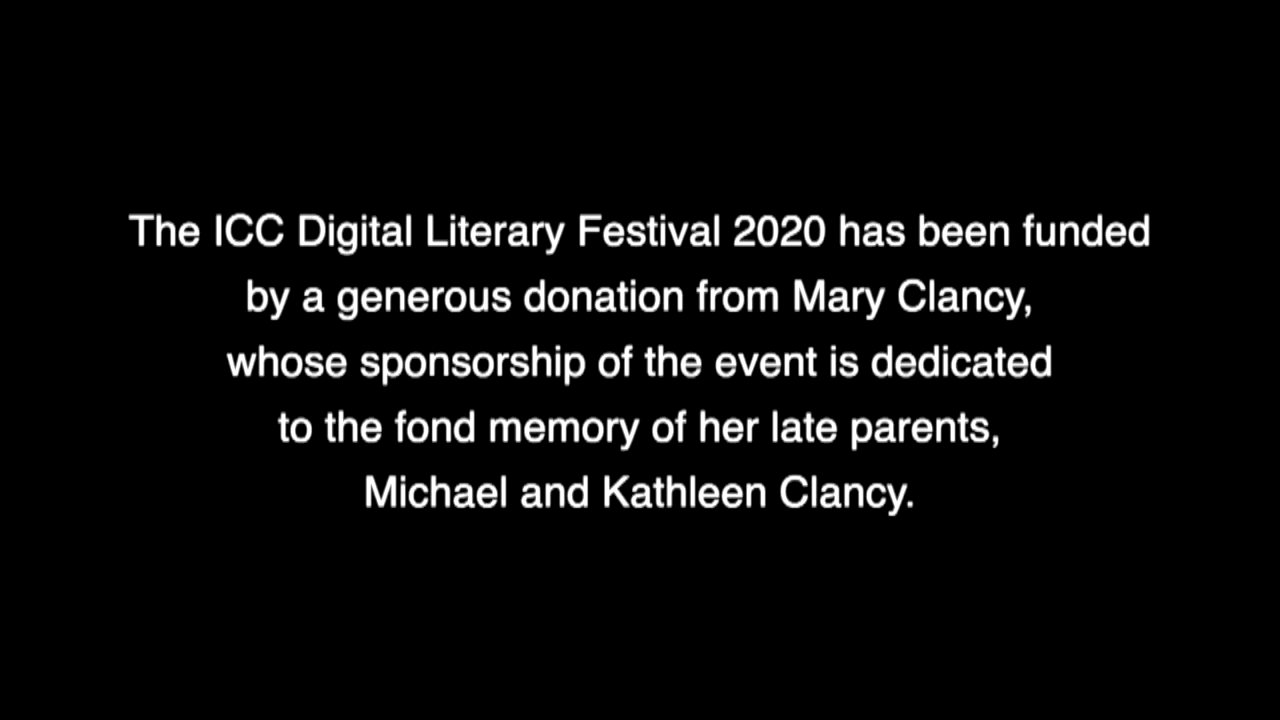 The ICC Digital Literary Festival 2020 has been funded
by a generous donation from Mary Clancy,
whose sponsorship of the event is dedicated
to the fond memory of her late parents,
Michael and Kathleen Clancy.